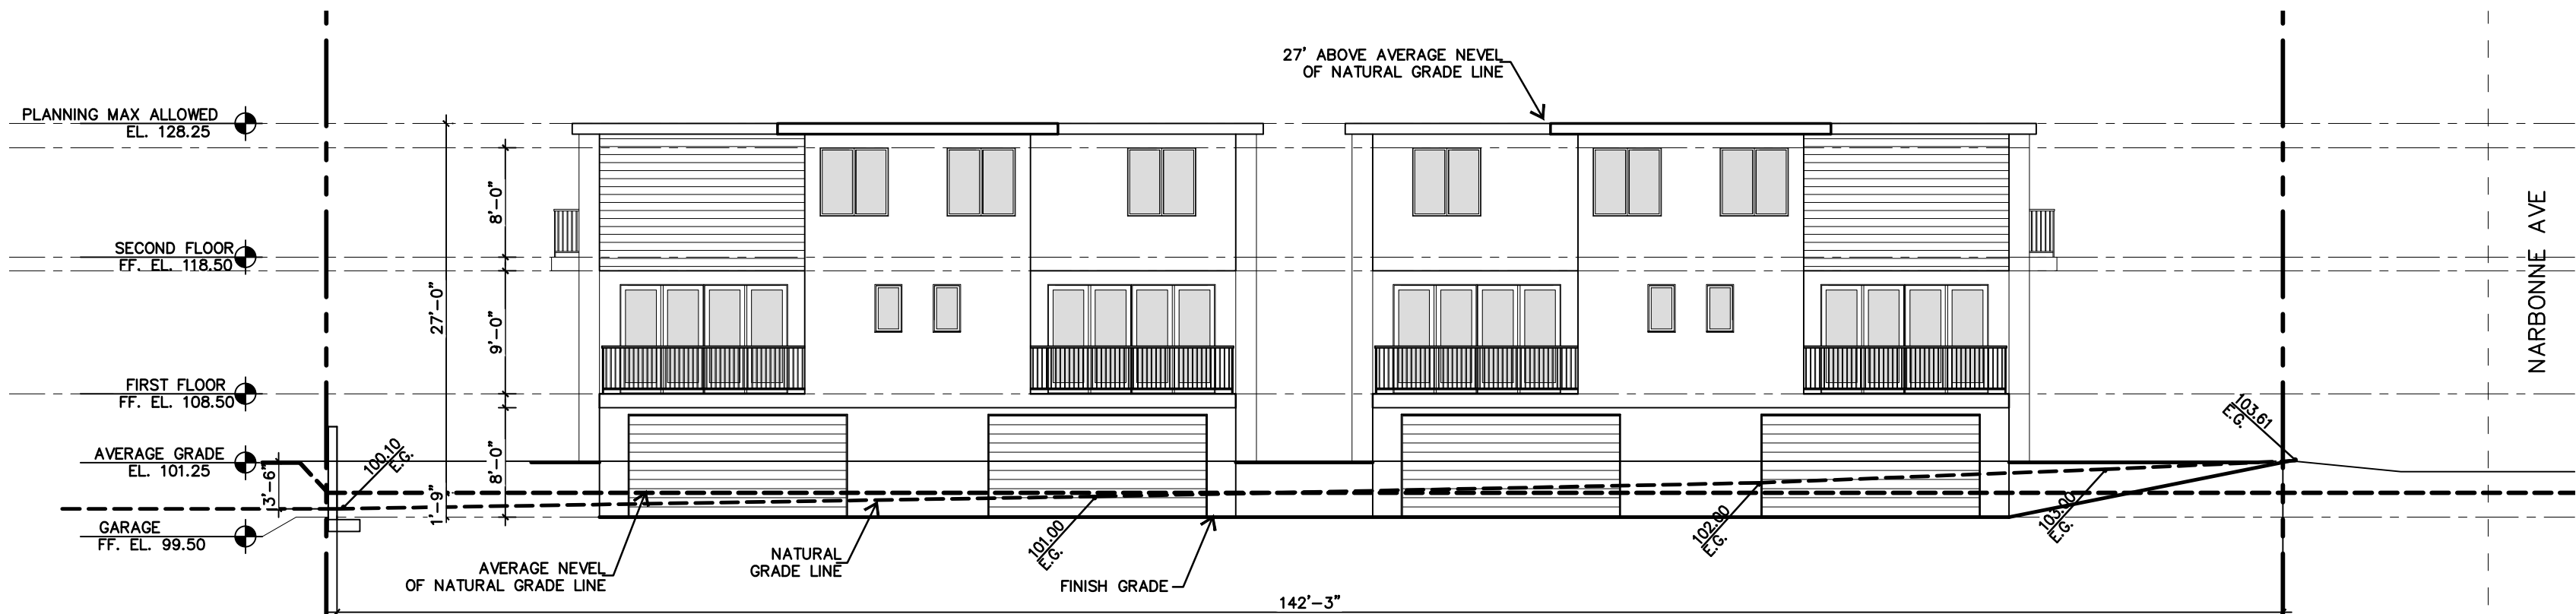 27' ABOVE AVERAGE NEVEL
OF NATURAL GRADE LINE
PLANNING MAX ALLOWED
EL. 128.25
SECOND FLOOR
FF. EL. 118.50
FIRST FLOOR
FF. EL. 108.50
AVERAGE GRADE
EL. 101.25
GARAGE
FF. EL. 99.50
3'-6"
27'-0"
1'-9"
8'-0"
9'-0"
8'-0"
100.10
E.G.
101.00
E.G.
102.00
E.G.
103.00
E.G.
103.61
E.G.
NARBONNE AVE
AVERAGE NEVEL
OF NATURAL GRADE LINE
NATURAL
GRADE LINE
FINISH GRADE
142'-3"